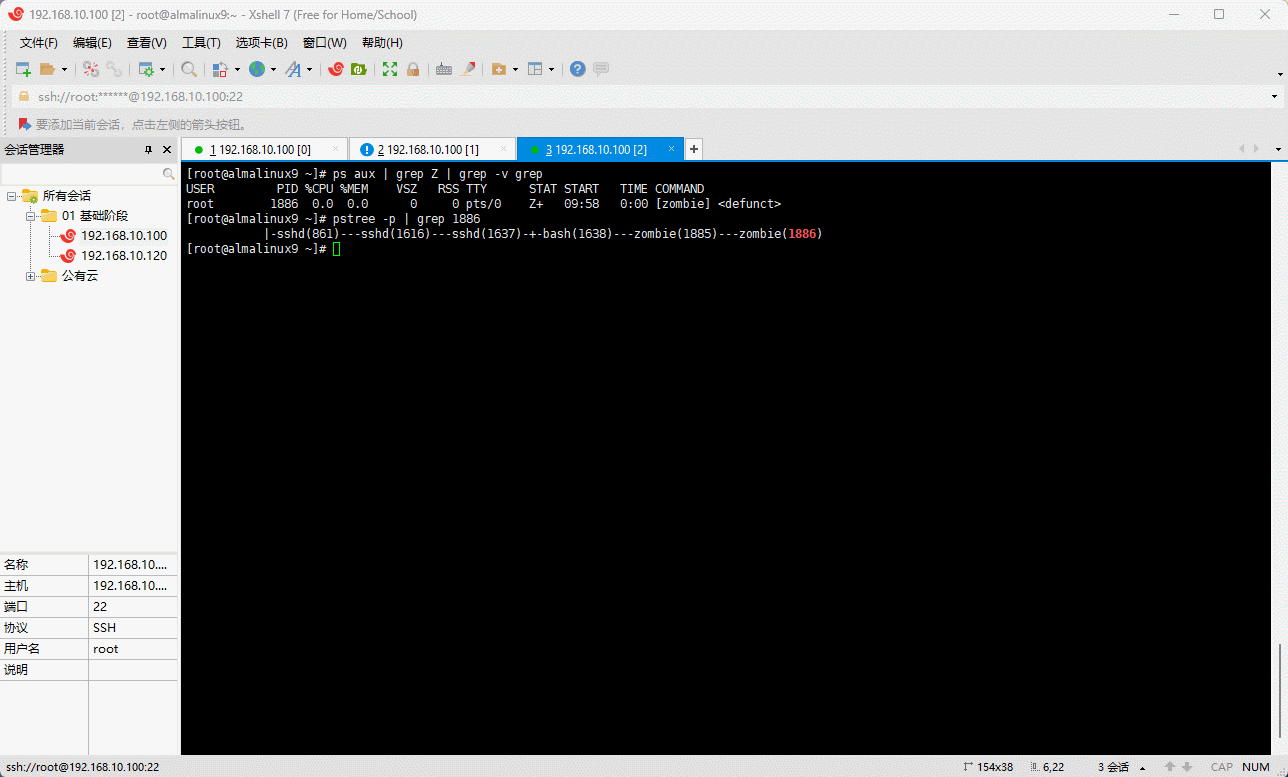 192.168.10.100 [2] - root@almalinux9:~ - Xshell 7 (Free for Home/School)
文件(F) 编辑(E) 查看(V) 工具(T) 选项卡(B) 窗口(W) 帮助(H)
ssh://root:******@192.168.10.100:22
要添加当前会话，点击左侧的箭头按钮。
会话管理器
1 192.168.10.100 [0]
2 192.168.10.100 [1]
3 192.168.10.100 [2]
所有会话
01 基础阶段
192.168.10.100
192.168.10.120
公有云
[root@almalinux9 ~]# ps aux | grep Z | grep -v grep
USER         PID %CPU %MEM    VSZ   RSS TTY      STAT START   TIME COMMAND
root        1886  0.0  0.0      0     0 pts/0    Z+   09:58   0:00 [zombie] <defunct>
[root@almalinux9 ~]# pstree -p | grep 1886
           |-sshd(861)---sshd(1616)---sshd(1637)-+-bash(1638)---zombie(1885)---zombie(1886)
[root@almalinux9 ~]#
名称 192.168.10....
主机 192.168.10....
端口 22
协议 SSH
用户名 root
说明
ssh://root@192.168.10.100:22
154x38
6,22
3 会话
CAP NUM